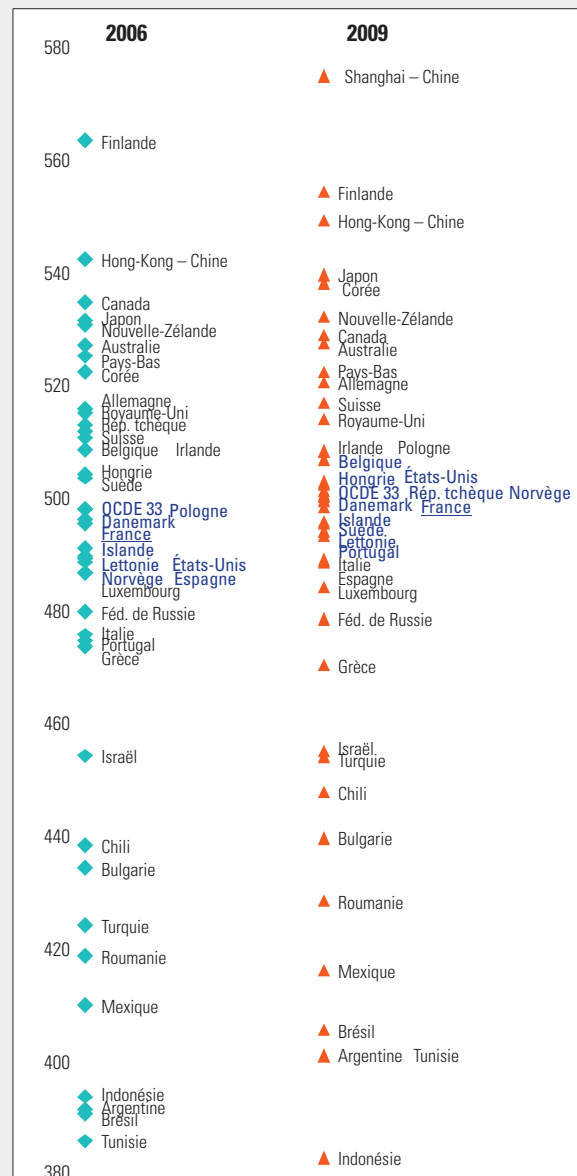 2006 2009
580
Shanghai – Chine
Finlande
560
Finlande
Hong-Kong – Chine
Hong-Kong – Chine
540
Japon
Corée
Canada
Japon
Nouvelle-Zélande
Nouvelle-Zélande
Canada
Australie
Australie
Pays-Bas
Corée
Pays-Bas
Allemagne
520
Allemagne
Royaume-Uni
Rép. tchèque
Suisse
Belgique Irlande
Suisse
Royaume-Uni
Irlande Pologne
Belgique
Hongrie
Suède
Hongrie États-Unis
500
OCDE 33 Pologne
Danemark
France
OCDE 33 Rép. tchèque Norvège
Danemark France
Islande
Suède
Lettonie
Portugal
Islande
Lettonie États-Unis
Norvège Espagne
Luxembourg
Italie
Espagne
Luxembourg
480
Féd. de Russie
Féd. de Russie
Italie
Portugal
Grèce
Grèce
460
Israël
Israël
Turquie
Chili
440
Chili
Bulgarie
Bulgarie
Roumanie
Turquie
420
Roumanie
Mexique
Mexique
Brésil
400
Argentine Tunisie
Indonésie
Argentine
Brésil
Tunisie
Indonésie
380